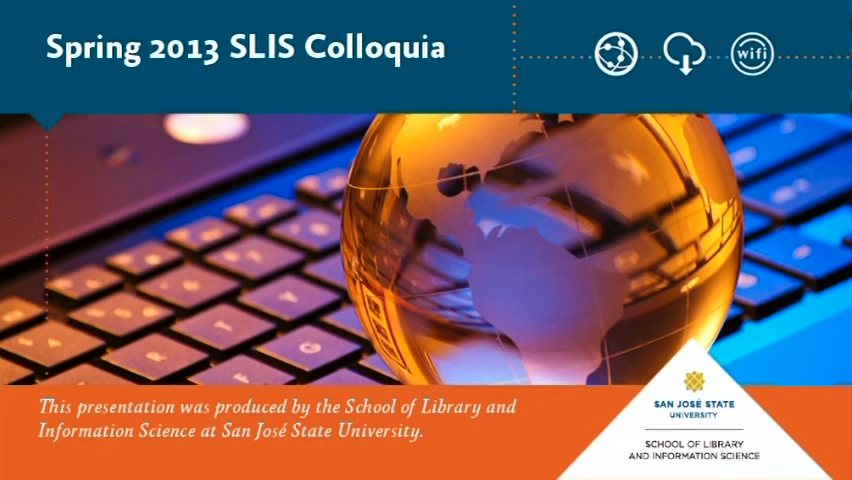 Spring 2013 SLIS Colloquia
wifi
This presentation was produced by the School of Library and
Information Science at San José State University.
SAN JOSÉ STATE
UNIVERSITY
SCHOOL OF LIBRARY
AND INFORMATION SCIENCE